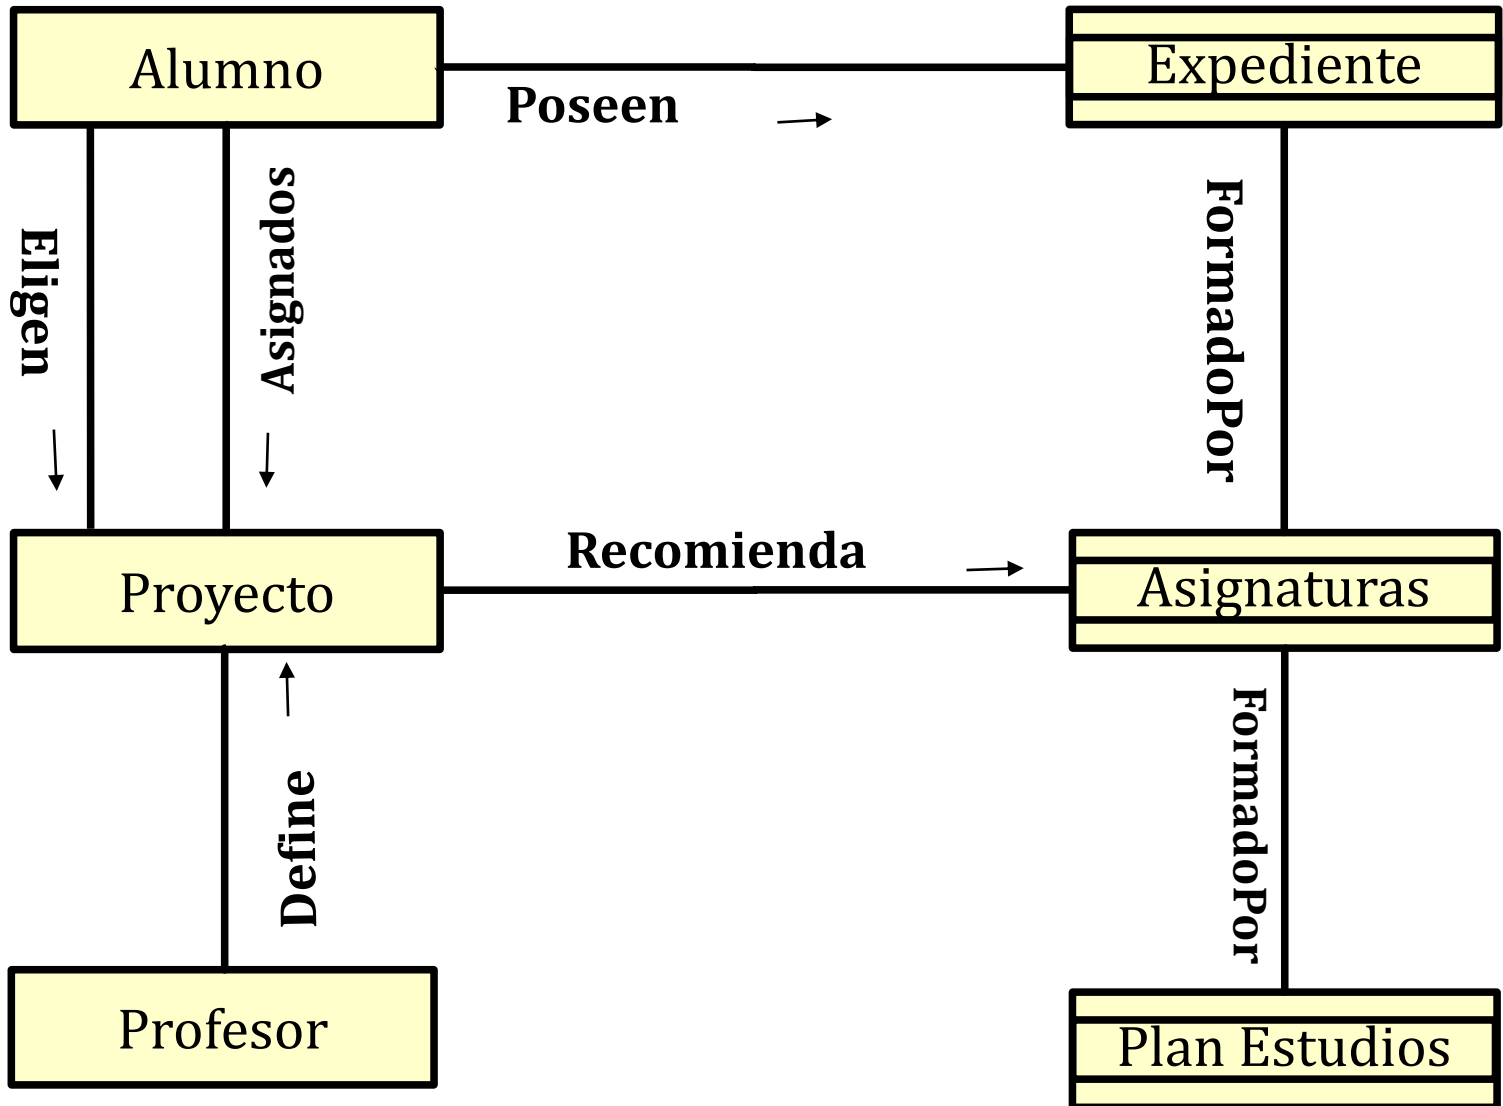 Alumno
Expediente
Poseen
Eligen
Asignados
FormadoPor
Recomienda
Proyecto
Asignaturas
Define
FormadoPor
Profesor
Plan Estudios